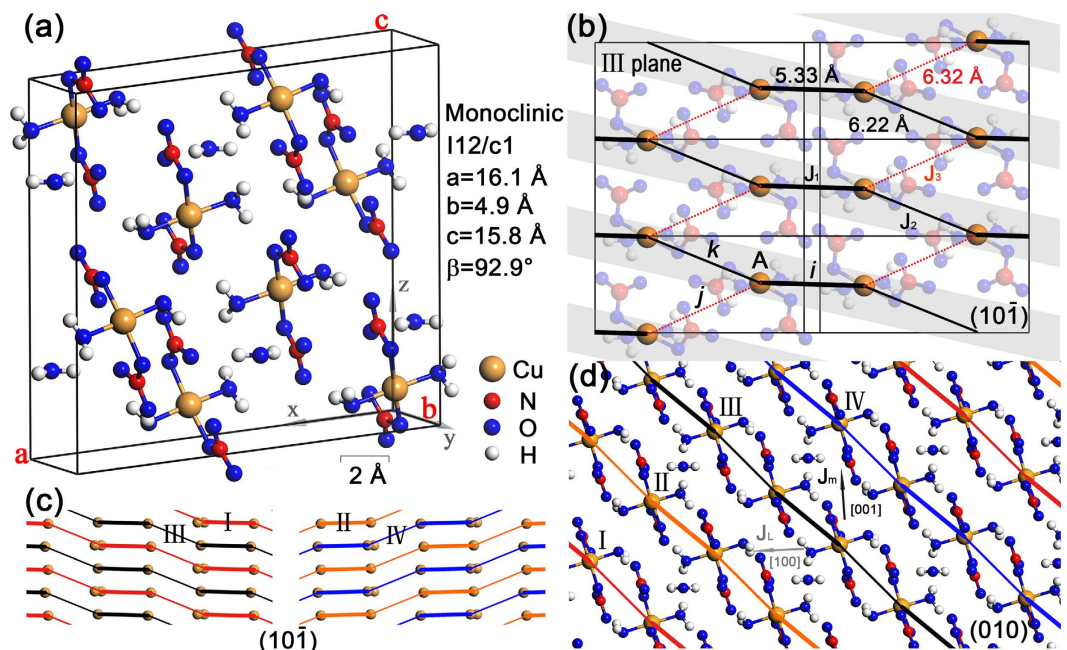 (a)
c
Monoclinic
I12/c1
a=16.1 Å
b=4.9 Å
c=15.8 Å
β=92.9°
z
x
b
y
a
2 Å
Cu
N
O
H
(b)
III plane
5.33 Å
6.32 Å
6.22 Å
J1
J3
J2
k
A
i
j
(101̄)
(c)
III
I
II
IV
(101̄)
(d)
III
IV
II
Jm
[001]
I
JL
[100]
(010)